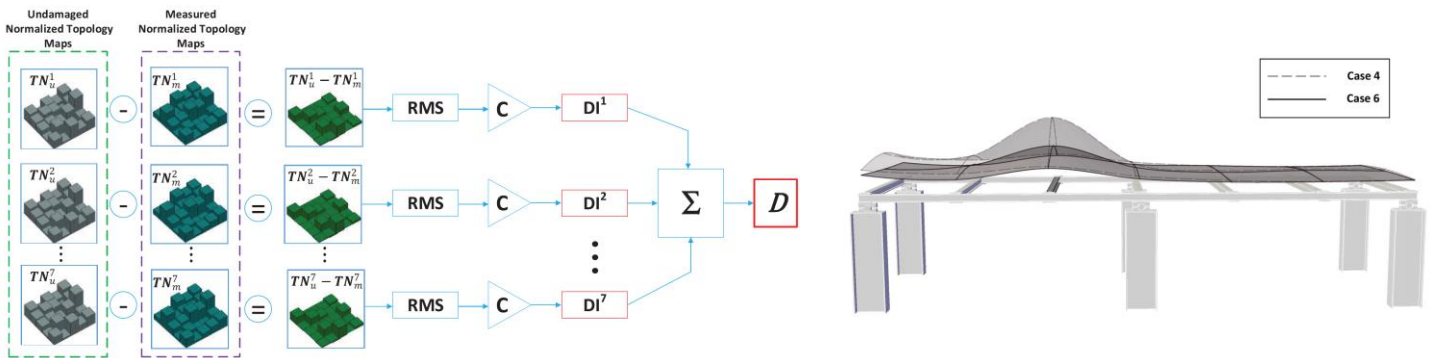 Undamaged
Normalized Topology
Maps
Measured
Normalized Topology
Maps
TN_u^1
-
TN_m^1
=
TN_u^1 − TN_m^1
RMS
C
DI^1
TN_u^2
-
TN_m^2
=
TN_u^2 − TN_m^2
RMS
C
DI^2
Σ
D
TN_u^7
-
TN_m^7
=
TN_u^7 − TN_m^7
RMS
C
DI^7
Case 4
Case 6